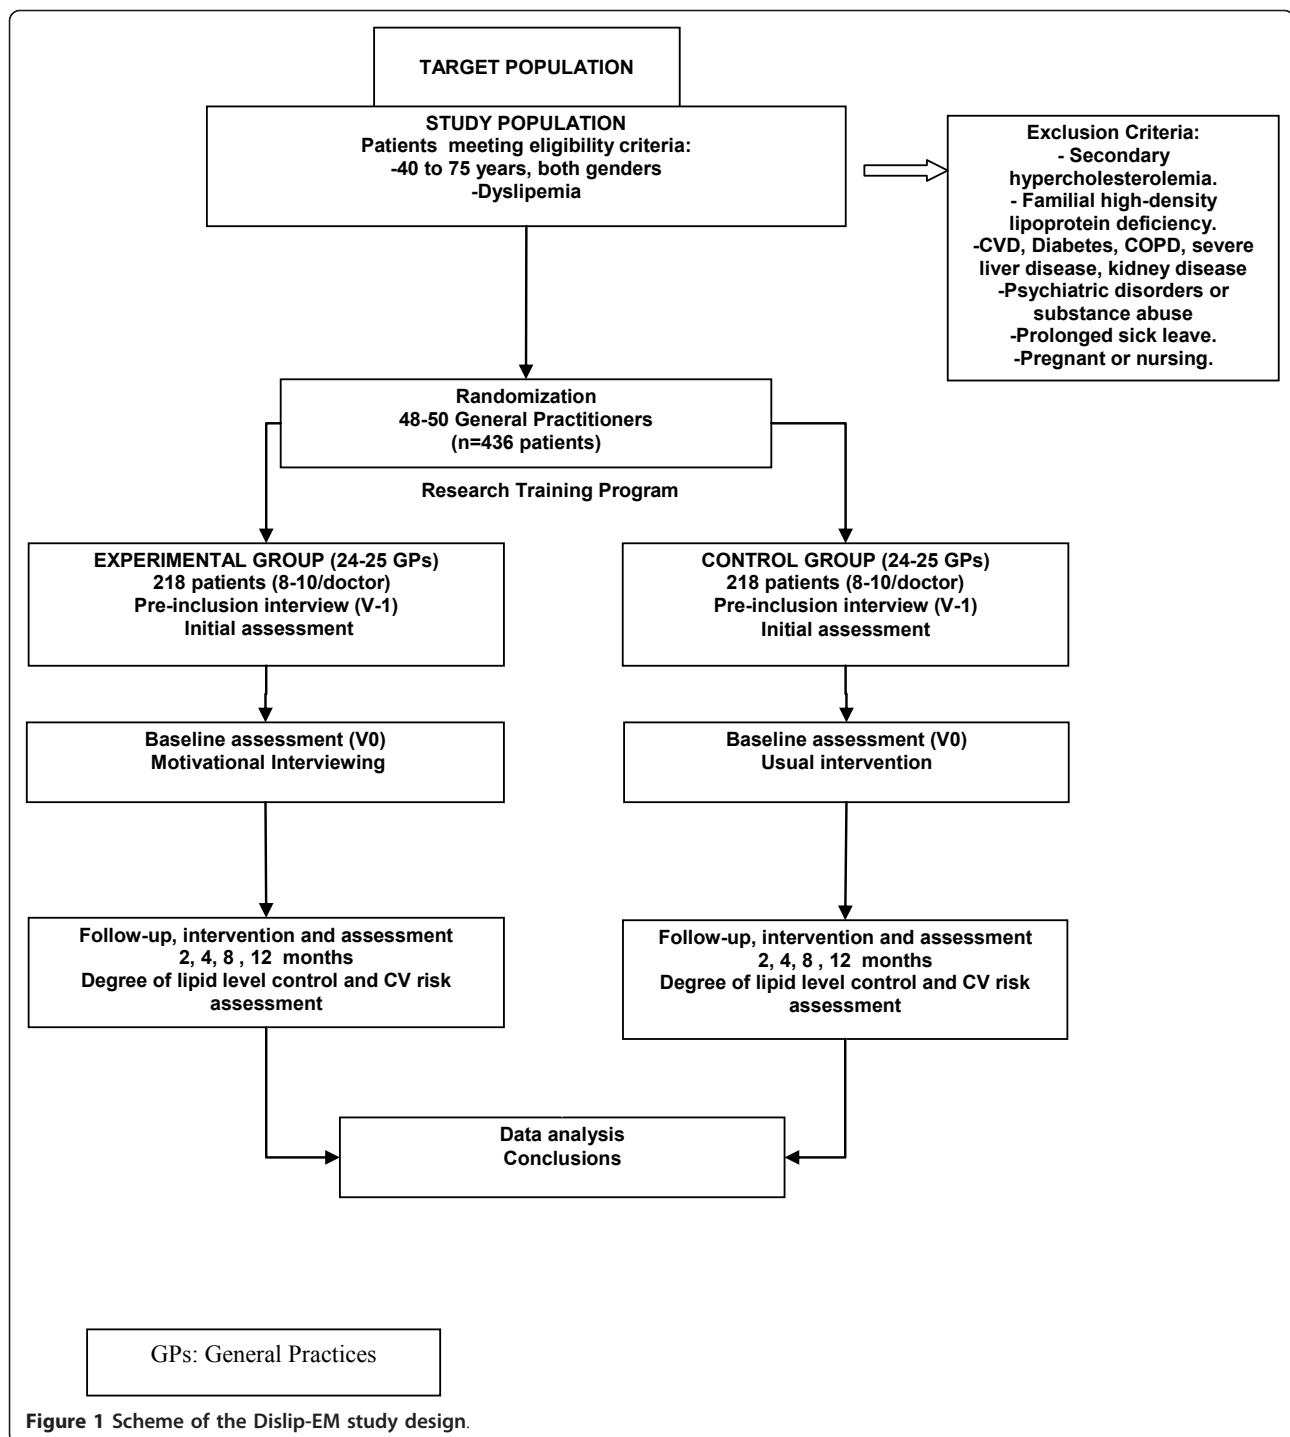 TARGET POPULATION
STUDY POPULATION
Patients meeting eligibility criteria:
-40 to 75 years, both genders
-Dyslipemia
Exclusion Criteria:
- Secondary
hypercholesterolemia.
- Familial high-density
lipoprotein deficiency.
-CVD, Diabetes, COPD, severe
liver disease, kidney disease
-Psychiatric disorders or
substance abuse
-Prolonged sick leave.
-Pregnant or nursing.
Randomization
48-50 General Practitioners
(n=436 patients)
Research Training Program
EXPERIMENTAL GROUP (24-25 GPs)
218 patients (8-10/doctor)
Pre-inclusion interview (V-1)
Initial assessment
CONTROL GROUP (24-25 GPs)
218 patients (8-10/doctor)
Pre-inclusion interview (V-1)
Initial assessment
Baseline assessment (V0)
Motivational Interviewing
Baseline assessment (V0)
Usual intervention
Follow-up, intervention and assessment
2, 4, 8 , 12 months
Degree of lipid level control and CV risk
assessment
Follow-up, intervention and assessment
2, 4, 8 , 12 months
Degree of lipid level control and CV risk
assessment
Data analysis
Conclusions
GPs: General Practices
Figure 1 Scheme of the Dislip-EM study design.